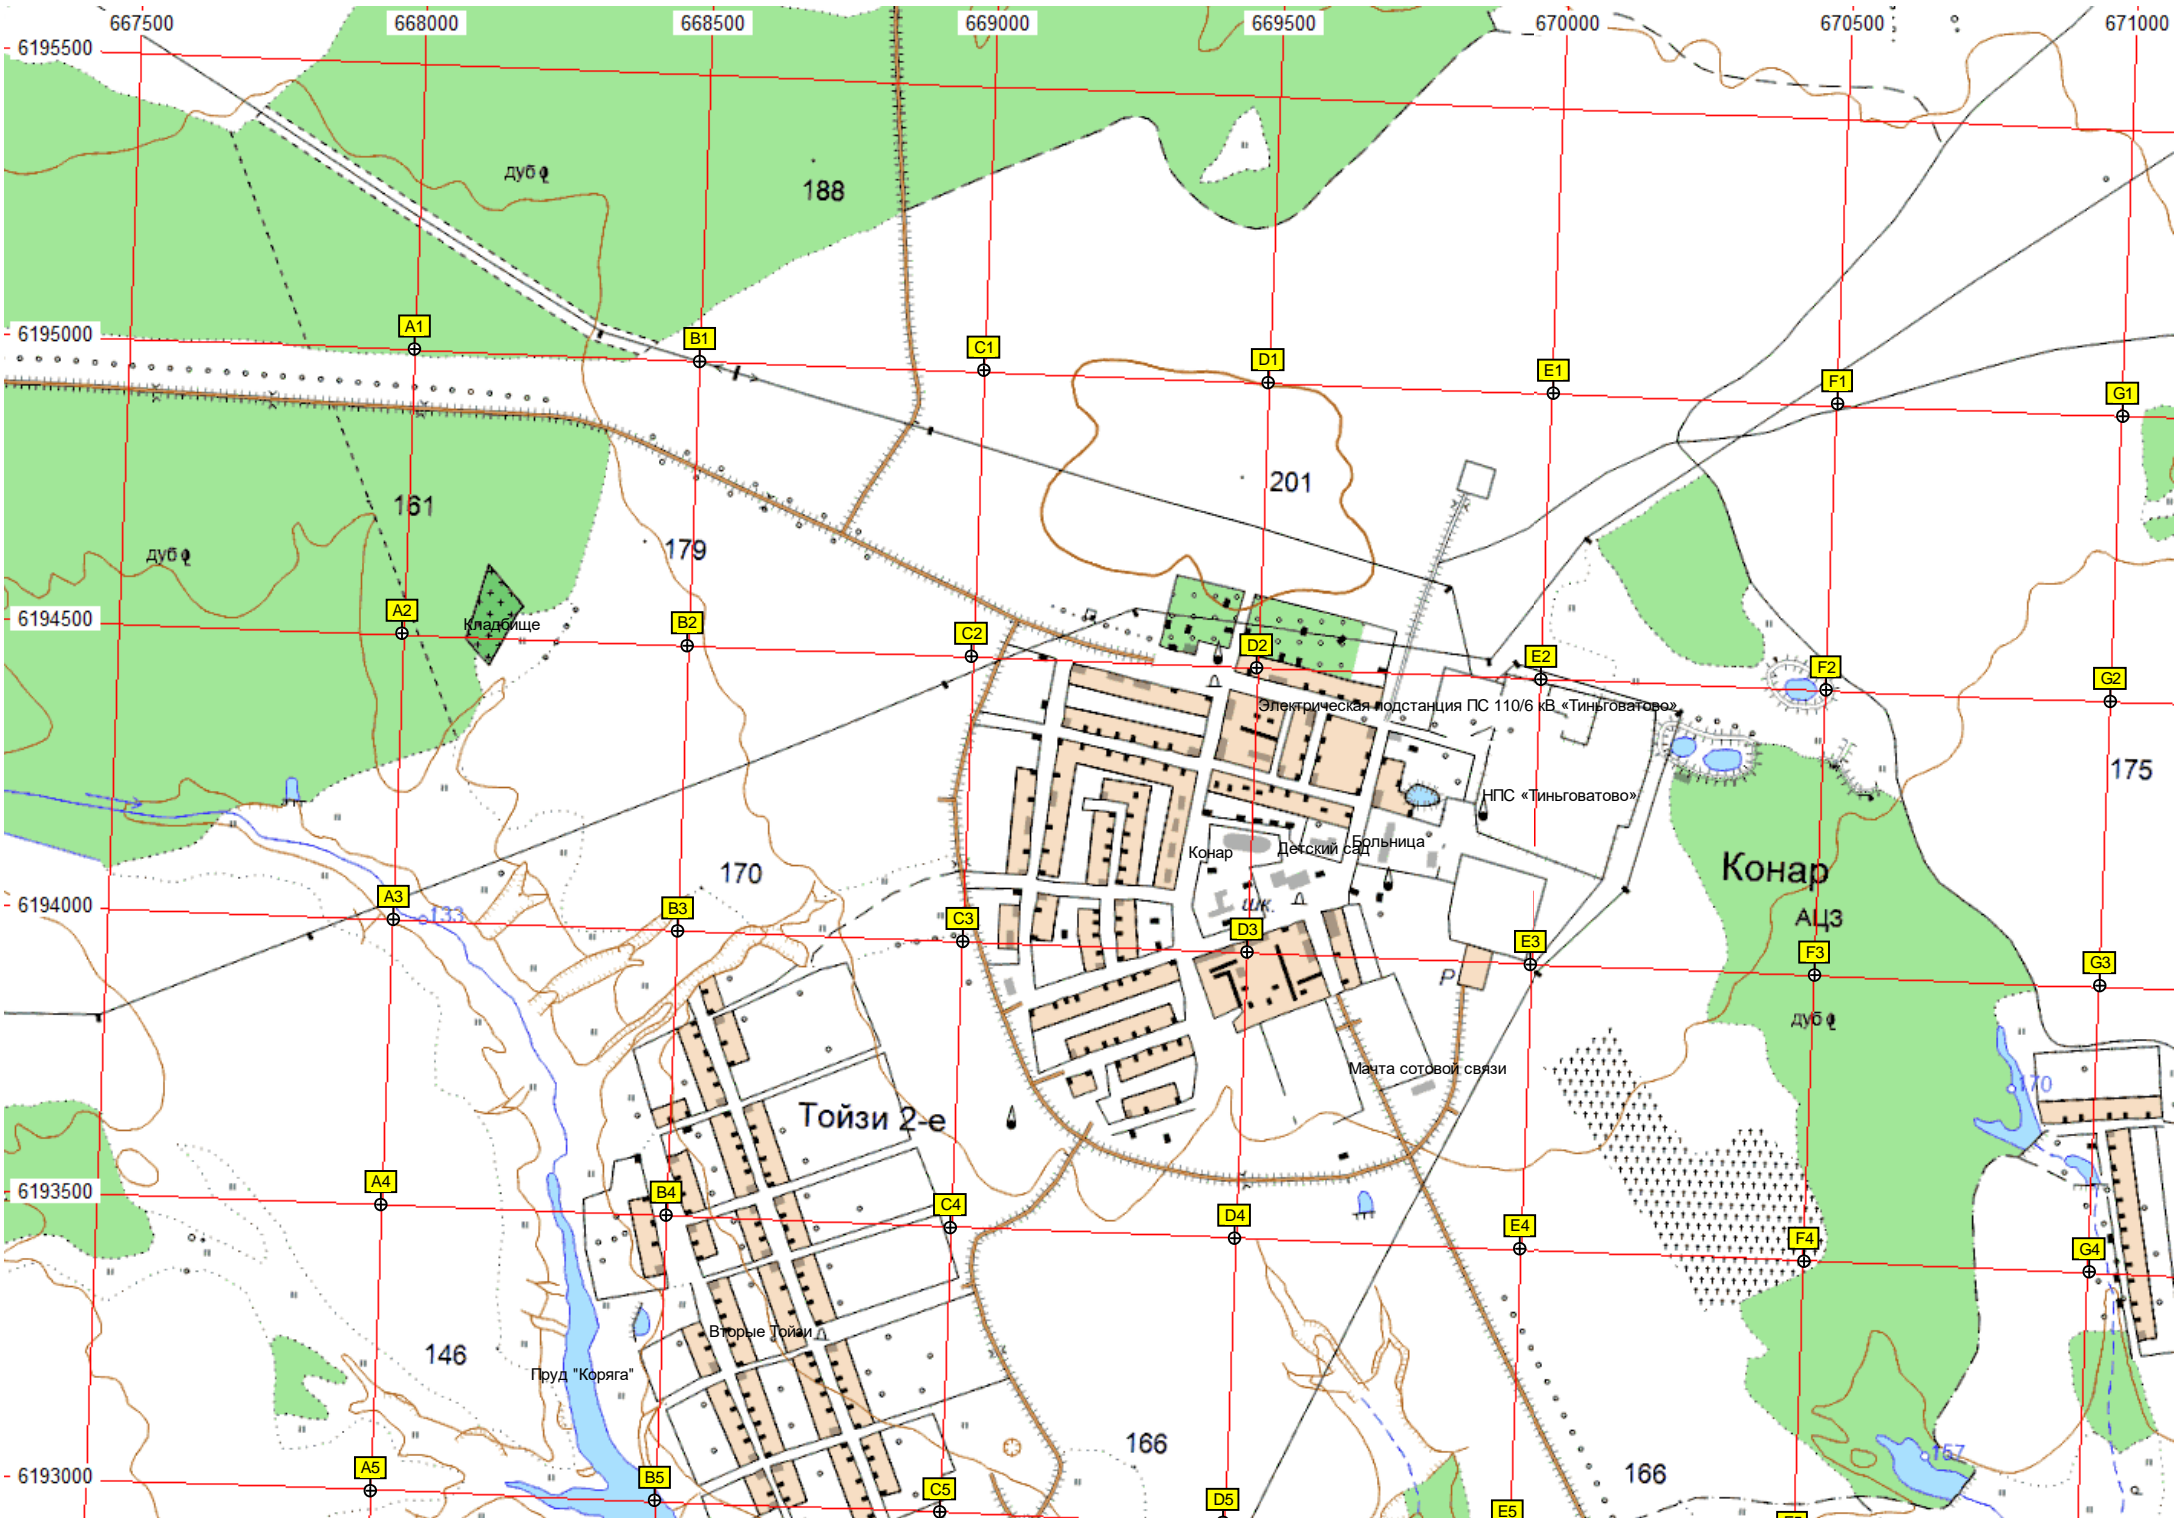 667500 668000 668500 669000 669500 670000 670500 671000
6195500
дуб
188
6195000
A1 B1 C1 D1 E1 F1 G1
201
161
179
дуб
6194500
A2 B2 C2 D2 E2 F2 G2
Кладбище
Электрическая подстанция ПС 110/6 кВ «Тиньговатово»
175
НПС «Тиньговатово»
Больница
Детский сад
Конар
170
Конар
6194000
A3 B3 C3 D3 E3 F3 G3
133
шк.
АЦЗ
Р
дуб
Мачта сотовой связи
170
Тойзи 2-е
6193500
A4 B4 C4 D4 E4 F4 G4
Вторые Тойзи
146
Пруд "Коряга"
166
157
166
6193000
A5 B5 C5 D5 E5